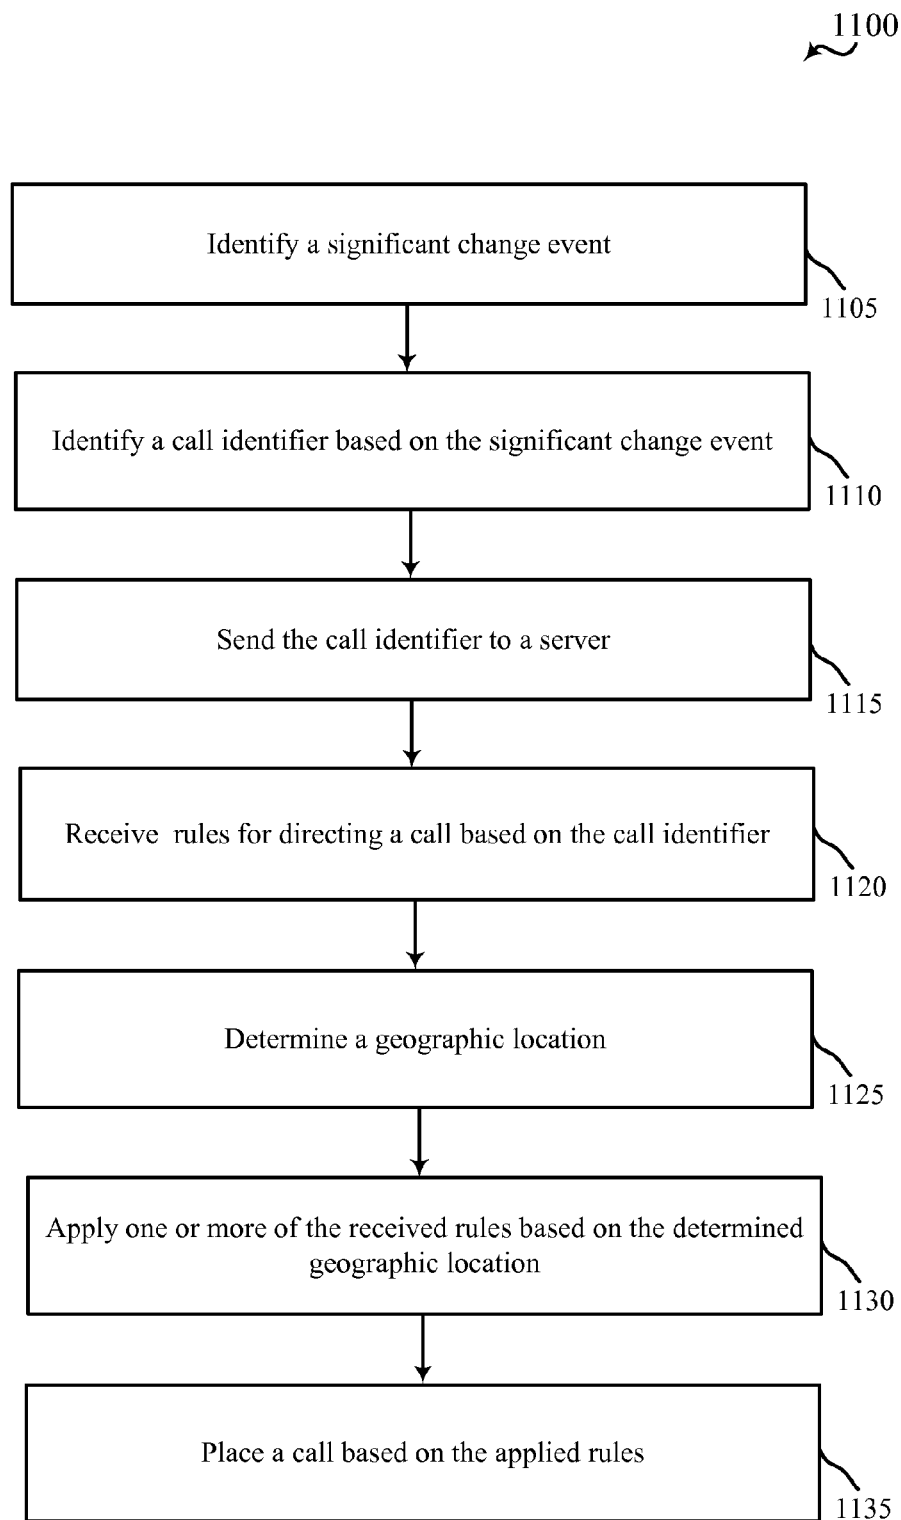 1100
Identify a significant change event
1105
Identify a call identifier based on the significant change event
1110
Send the call identifier to a server
1115
Receive rules for directing a call based on the call identifier
1120
Determine a geographic location
1125
Apply one or more of the received rules based on the determined
geographic location
1130
Place a call based on the applied rules
1135